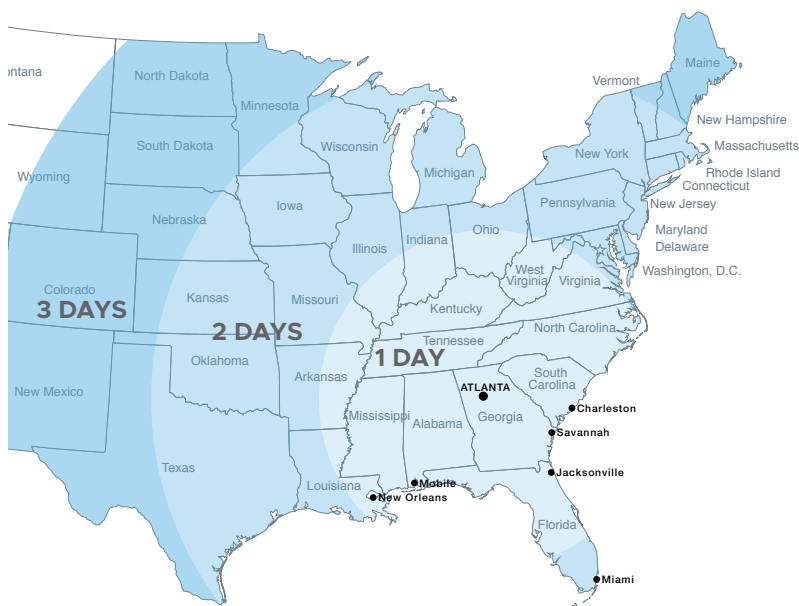 Maine
Vermont
North Dakota
ontana
Minnesota
New Hampshire
South Dakota
Wisconsin
Massachusetts
New York
Michigan
Rhode Island
Wyoming
Connecticut
Pennsylvania
New Jersey
Iowa
Nebraska
Ohio
Maryland
Indiana
Illinois
Delaware
West
Virginia
Virginia
Washington, D.C.
Colorado
Kansas
Missouri
3 DAYS
Kentucky
2 DAYS
North Carolina
Tennessee
1 DAY
Oklahoma
Arkansas
South
Carolina
ATLANTA
New Mexico
Charleston
Mississippi
Alabama
Georgia
Savannah
Texas
Jacksonville
Louisiana
Mobile
New Orleans
Florida
Miami